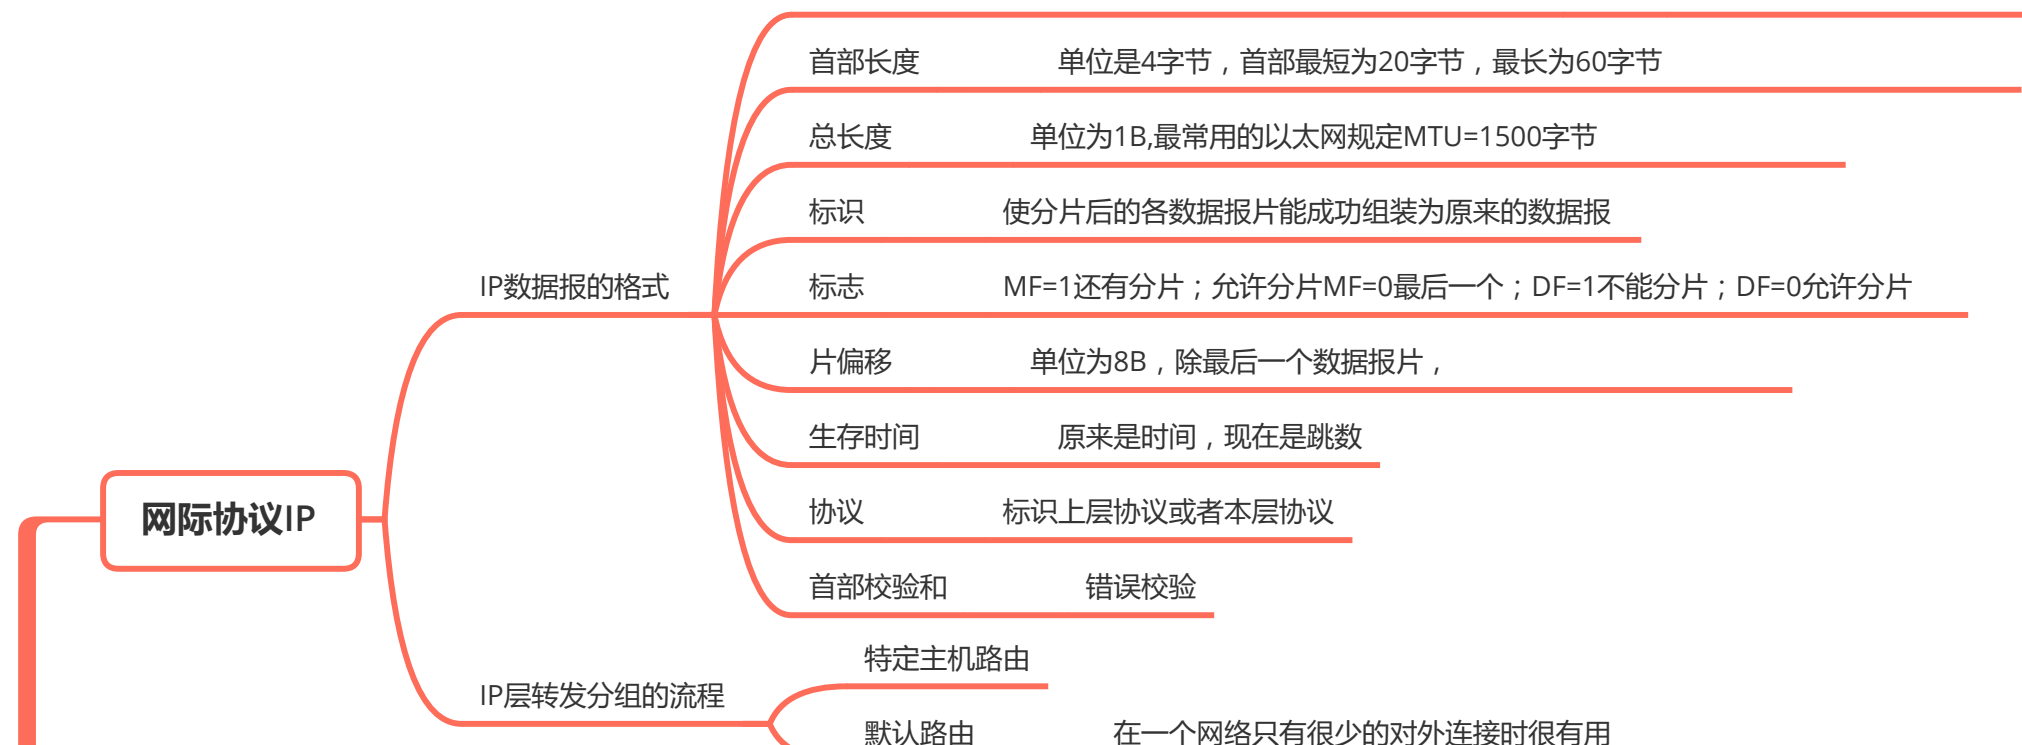 首部长度 单位是4字节，首部最短为20字节，最长为60字节
总长度 单位为1B,最常用的以太网规定MTU=1500字节
标识 使分片后的各数据报片能成功组装为原来的数据报
IP数据报的格式
标志 MF=1还有分片；允许分片MF=0最后一个；DF=1不能分片；DF=0允许分片
片偏移 单位为8B，除最后一个数据报片，
生存时间 原来是时间，现在是跳数
网际协议IP
协议 标识上层协议或者本层协议
首部校验和 错误校验
特定主机路由
IP层转发分组的流程
默认路由 在一个网络只有很少的对外连接时很有用